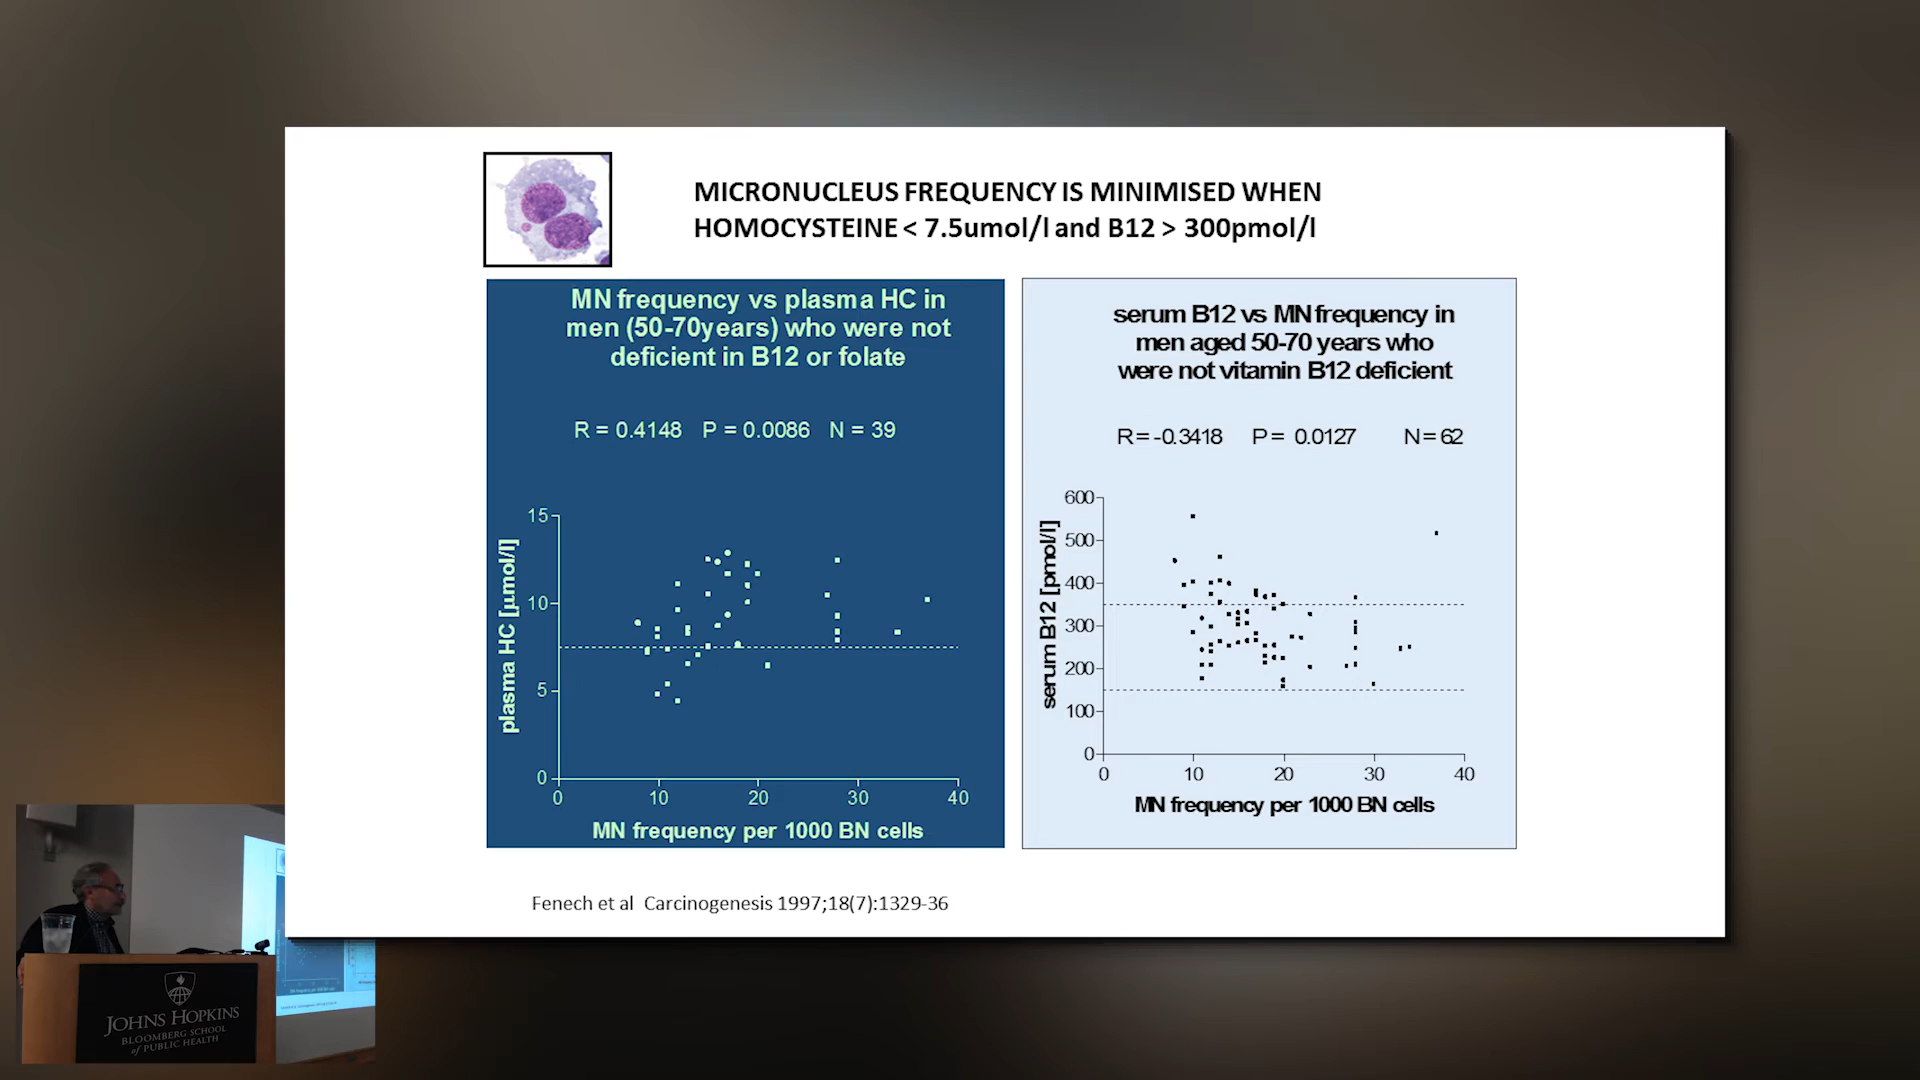 MICRONUCLEUS FREQUENCY IS MINIMISED WHEN
HOMOCYSTEINE < 7.5umol/l and B12 > 300pmol/l
MN frequency vs plasma HC in
men (50-70years) who were not
deficient in B12 or folate
R = 0.4148 P = 0.0086 N = 39
plasma HC [µmol/l]
15
10
5
0
0 10 20 30 40
MN frequency per 1000 BN cells
serum B12 vs MN frequency in
men aged 50-70 years who
were not vitamin B12 deficient
R = -0.3418 P = 0.0127 N = 62
serum B12 [pmol/l]
600
500
400
300
200
100
0
0 10 20 30 40
MN frequency per 1000 BN cells
Fenech et al Carcinogenesis 1997;18(7):1329-36
JOHNS HOPKINS
BLOOMBERG SCHOOL
of PUBLIC HEALTH